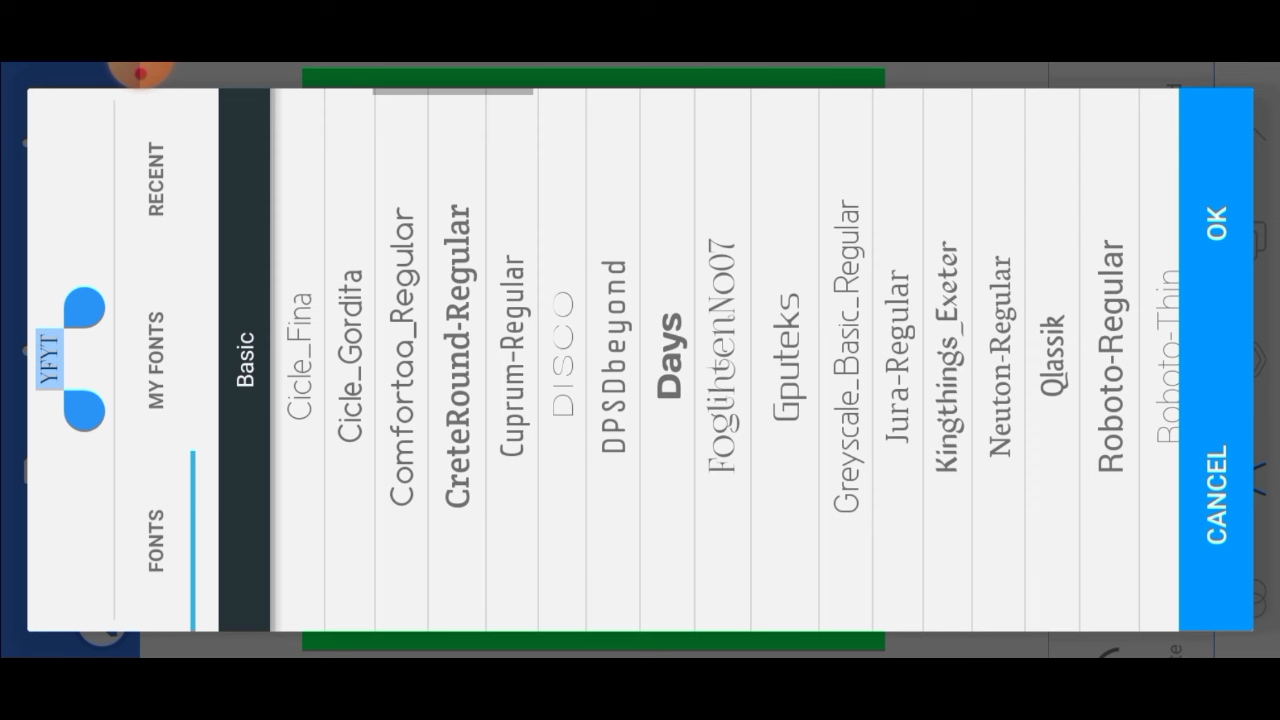 YFYT
FONTS MY FONTS RECENT
Basic
Cicle_Fina
Cicle_Gordita
Comfortaa_Regular
CreteRound-Regular
Cuprum-Regular
DISCO
DPSDbeyond
Days
FoglihtenNo07
Gputeks
Greyscale_Basic_Regular
Jura-Regular
Kingthings_Exeter
Neuton-Regular
Qlassik
Roboto-Regular
Roboto-Thin
CANCEL OK